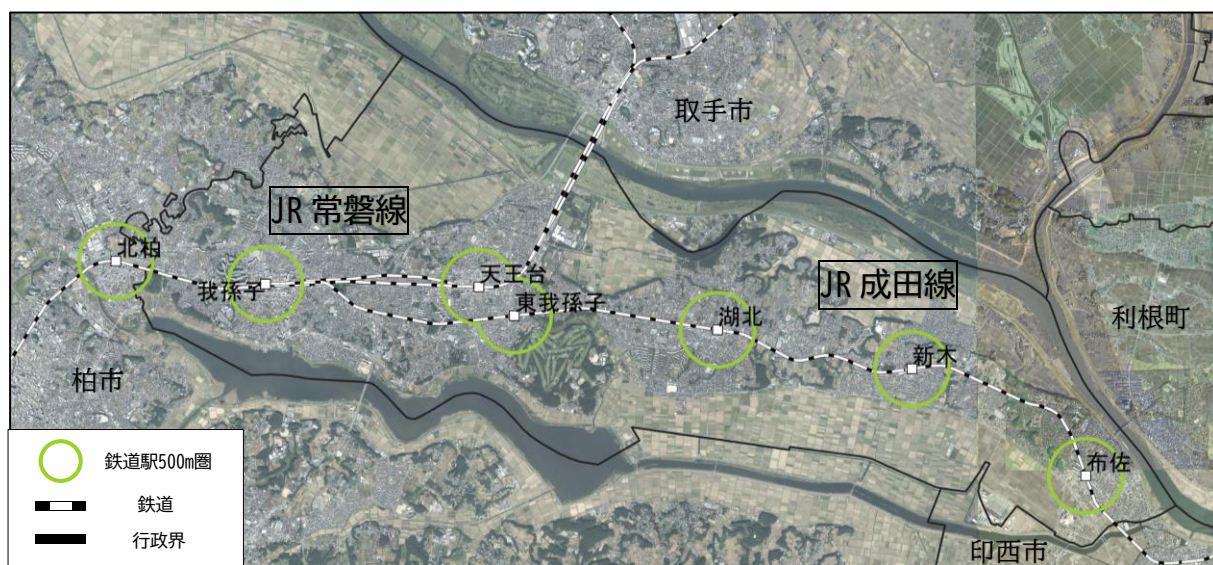 取手市
JR 常磐線
北柏
天王台
我孫子
東我孫子
JR 成田線
湖北
利根町
新木
柏市
布佐
印西市
鉄道駅500m圏
鉄道
行政界